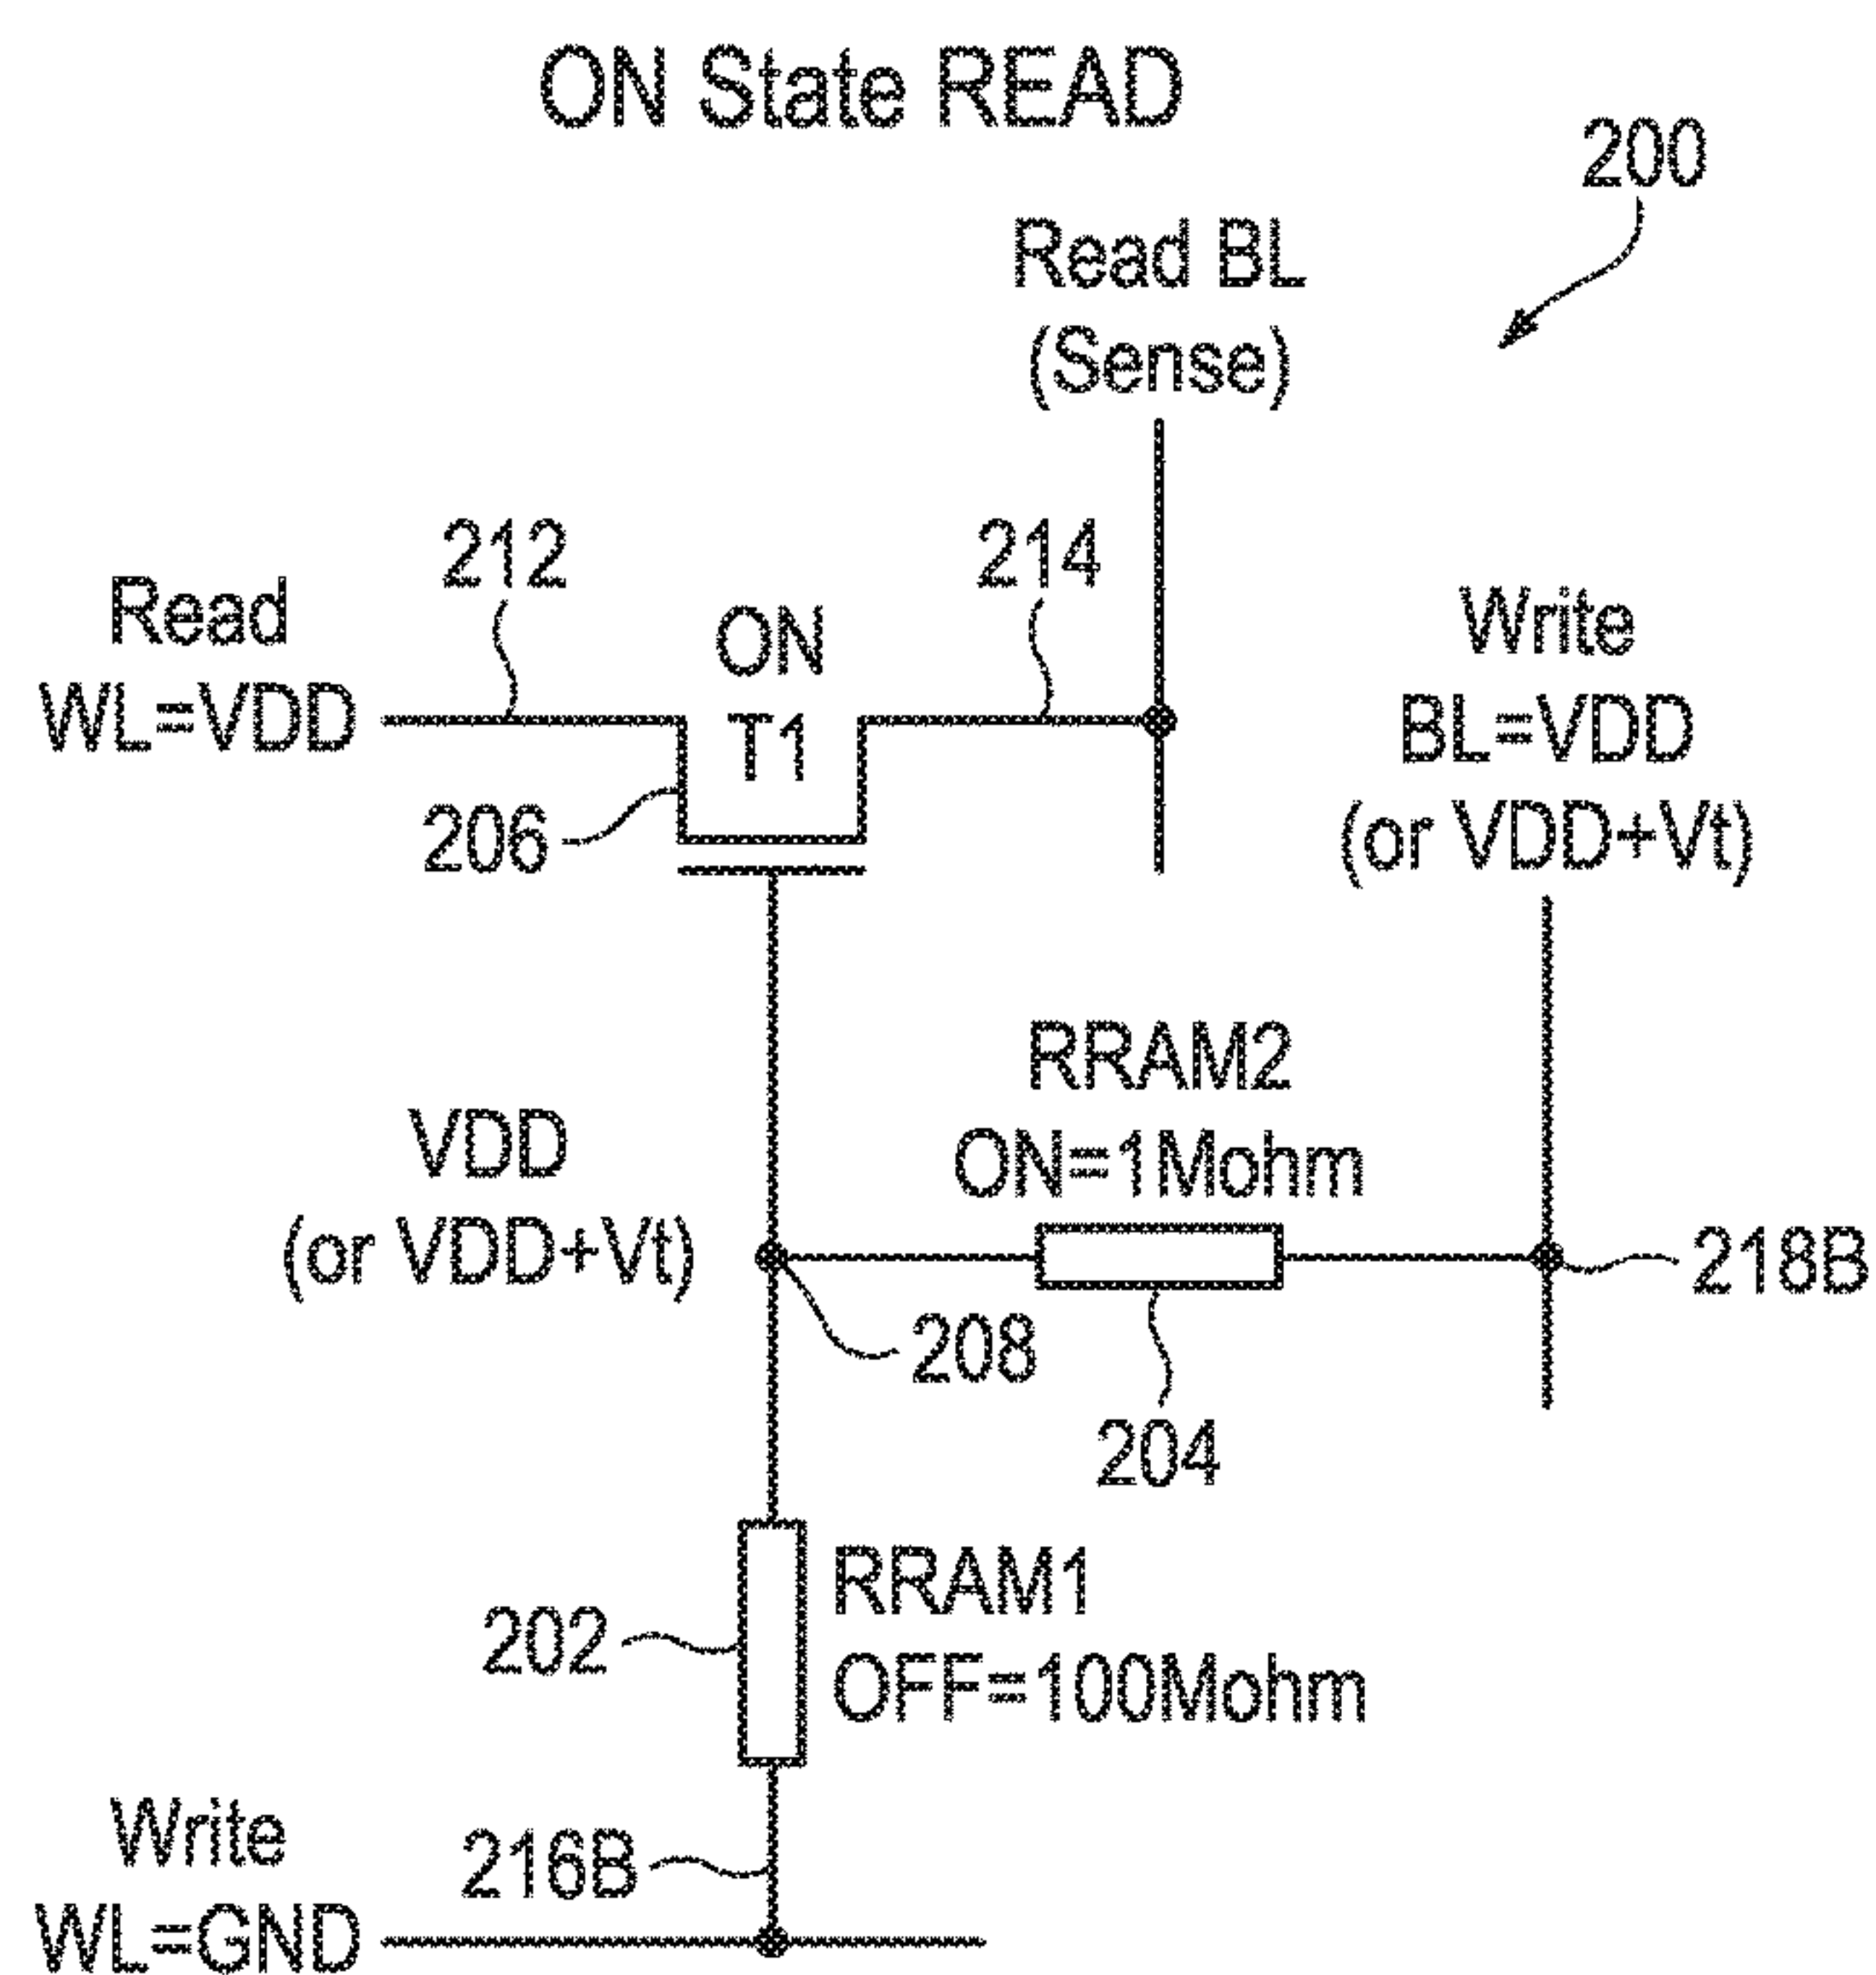 ON State READ
200
Read BL
(Sense)
212
214
Read
WL=VDD
ON
T1
206
Write
BL=VDD
(or VDD+Vt)
RRAM2
ON=1Mohm
VDD
(or VDD+Vt)
218B
208
204
RRAM1
OFF=100Mohm
202
Write
WL=GND
216B